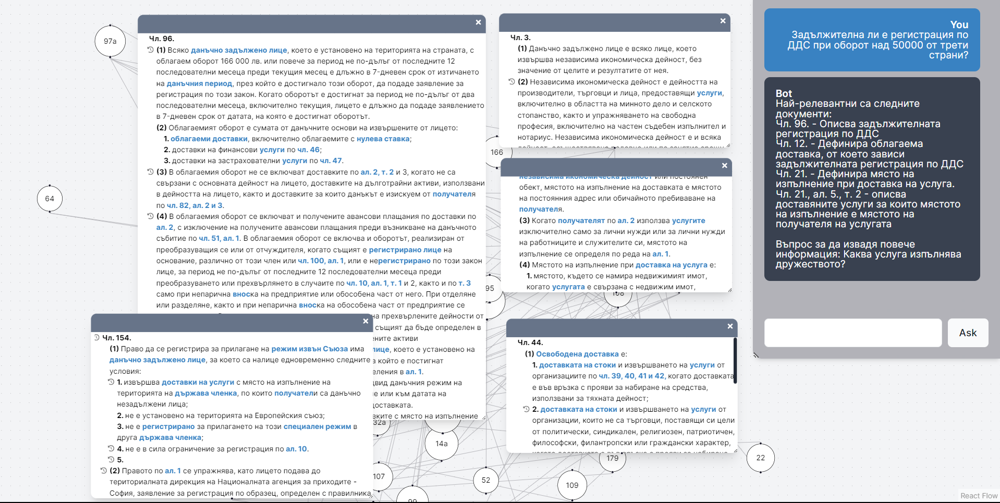 97а
64
Чл. 96.
(1) Всяко данъчно задължено лице, което е установено на територията на страната, с
облагаем оборот 166 000 лв. или повече за период не по-дълъг от последните 12
последователни месеца преди текущия месец е длъжно в 7-дневен срок от изтичането
на данъчния период, през който е достигнало този оборот, да подаде заявление за
регистрация по този закон. Когато оборотът е достигнат за период не по-дълъг от два
последователни месеца, включително текущия, лицето е длъжно да подаде заявлението
в 7-дневен срок от датата, на която е достигнат оборотът.
(2) Облагаемият оборот е сумата от данъчните основи на извършените от лицето:
1. облагаеми доставки, включително облагаемите с нулева ставка;
2. доставки на финансови услуги по чл. 46;
3. доставки на застрахователни услуги по чл. 47.
(3) В облагаемия оборот не се включват доставките по ал. 2, т. 2 и 3, когато не са
свързани с основната дейност на лицето, доставките на дълготрайни активи, използвани
в дейността на лицето, както и доставките за които данъкът е изискуем от получателя
по чл. 82, ал. 2 и 3.
(4) В облагаемия оборот се включват и получените авансови плащания по доставки по
ал. 2, с изключение на получените авансови плащания преди възникване на данъчното
събитие по чл. 51, ал. 1. В облагаемия оборот се включва и оборотът, реализиран от
преобразуващия се или от отчуждителя, когато същият е регистрирано лице на
основание, различно от този член или чл. 100, ал. 1, или е нерегистрирано по този закон
лице, за период не по-дълъг от последните 12 последователни месеца преди
преобразуването или прехвърлянето в случаите по чл. 10, ал. 1, т. 1 и 2, както и по т. 3
само при непарична вноска на предприятие или обособена част от него. При отделяне
или разделяне, както и при непарична вноска на обособена част от предприятие се
на прехвърлените дейности от
същият да бъде определен в
ените активи
лице, което е установено на
а който е постигнат
еления в ал. 1.
двид данъчния режим на
е или към датата на
доставката.
вките с място на изпълнение
Чл. 154.
(1) Право да се регистрира за прилагане на режим извън Съюза има
данъчно задължено лице, за което са налице едновременно следните
условия:
1. извършва доставки на услуги с място на изпълнение на
територията на държава членка, по които получатели са данъчно
незадължени лица;
2. не е установено на територията на Европейския съюз;
3. не е регистрирано за прилагането на този специален режим в
друга държава членка;
4. не е в сила ограничение за регистрация по ал. 10.
5.
(2) Правото по ал. 1 се упражнява, като лицето подава до
териториалната дирекция на Националната агенция за приходите -
София, заявление за регистрация по образец, определен с правилника
Чл. 3.
(1) Данъчно задължено лице е всяко лице, което
извършва независима икономическа дейност, без
значение от целите и резултатите от нея.
(2) Независима икономическа дейност е дейността на
производители, търговци и лица, предоставящи услуги,
включително в областта на минното дело и селското
стопанство, както и упражняването на свободна
професия, включително на частен съдебен изпълнител и
нотариус. Независима икономическа дейност е и всяка
166
независима икономическа дейност или постоянен
обект, мястото на изпълнение на доставката е мястото
на постоянния адрес или обичайното пребиваване на
получателя.
(3) Когато получателят по ал. 2 използва услугите
изключително само за лични нужди или за лични нужди
на работниците и служителите си, мястото на
изпълнение се определя по реда на ал. 1.
(4) Мястото на изпълнение при доставка на услуга е:
1. мястото, където се намира недвижимият имот,
когато услугата е свързана с недвижим имот,
95
108
Чл. 44.
(1) Освободена доставка е:
1. доставката на стоки и извършването на услуги от
организациите по чл. 39, 40, 41 и 42, когато доставката
е във връзка с прояви за набиране на средства,
използвани за тяхната дейност;
2. доставката на стоки и извършването на услуги от
организации, които не са търговци, поставящи си цели
от политически, синдикален, религиозен, патриотичен,
философски, филантропски или граждански характер,
32а
14а
107
99
52
109
179
22
You
Задължителна ли е регистрация по
ДДС при оборот над 50000 от трети
страни?
Bot
Най-релевантни са следните
документи:
Чл. 96. - Описва задължителната
регистрация по ДДС
Чл. 12. - Дефинира облагаема
доставка, от което зависи
задължителната регистрация по ДДС
Чл. 21. - Дефинира място на
изпълнение при доставка на услуга.
Чл. 21., ал. 5., т. 2 - описва
доставяните услуги за които мястото
на изпълнение е мястото на
получателя на услугата
Въпрос за да извадя повече
информация: Каква услуга изпълнява
дружеството?
Ask
React Flow